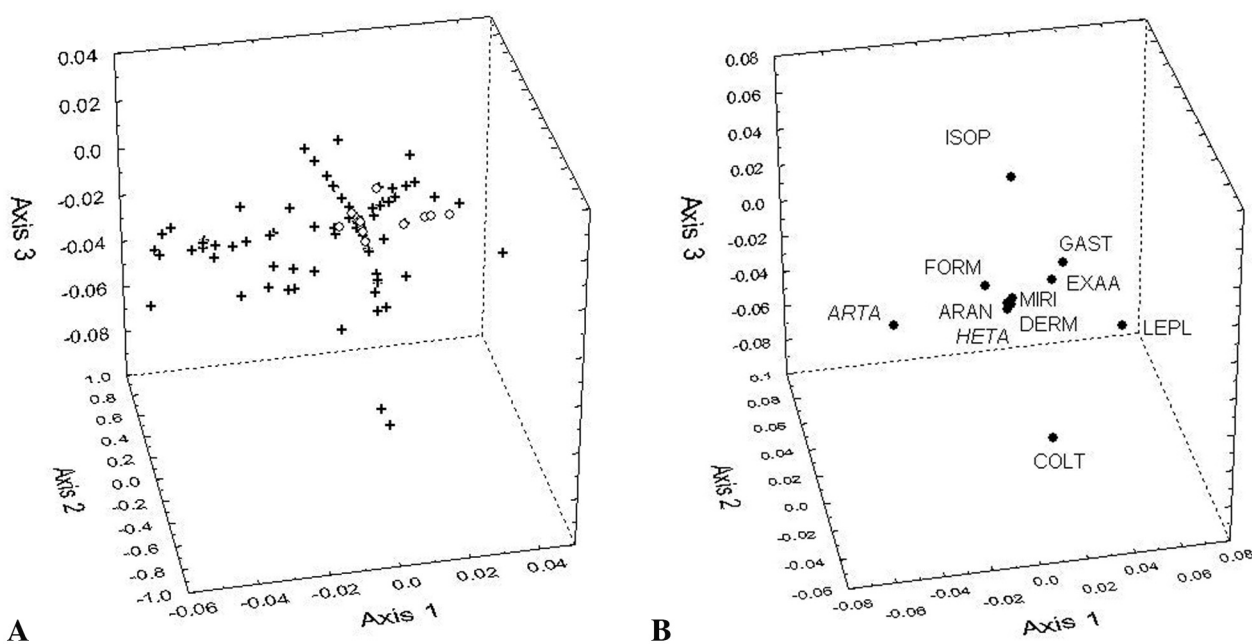 0.04
0.02
0.0
-0.02
-0.04
-0.06
-0.08
Axis 3
1.0
0.8
0.6
0.4
0.2
0.0
-0.2
-0.4
-0.6
-0.8
-1.0
Axis 2
-0.06
-0.04
-0.02
0.0
0.02
0.04
Axis 1
A
0.08
0.06
0.04
0.02
0.0
-0.02
-0.04
-0.06
-0.08
Axis 3
0.1
0.08
0.06
0.04
0.02
0.0
-0.02
-0.04
-0.06
Axis 2
-0.08
-0.06
-0.04
-0.02
0.0
0.02
0.04
0.06
0.08
Axis 1
ISOP
GAST
FORM
EXAA
MIRI
ARTA
ARAN
DERM
LEPL
HETA
COLT
B